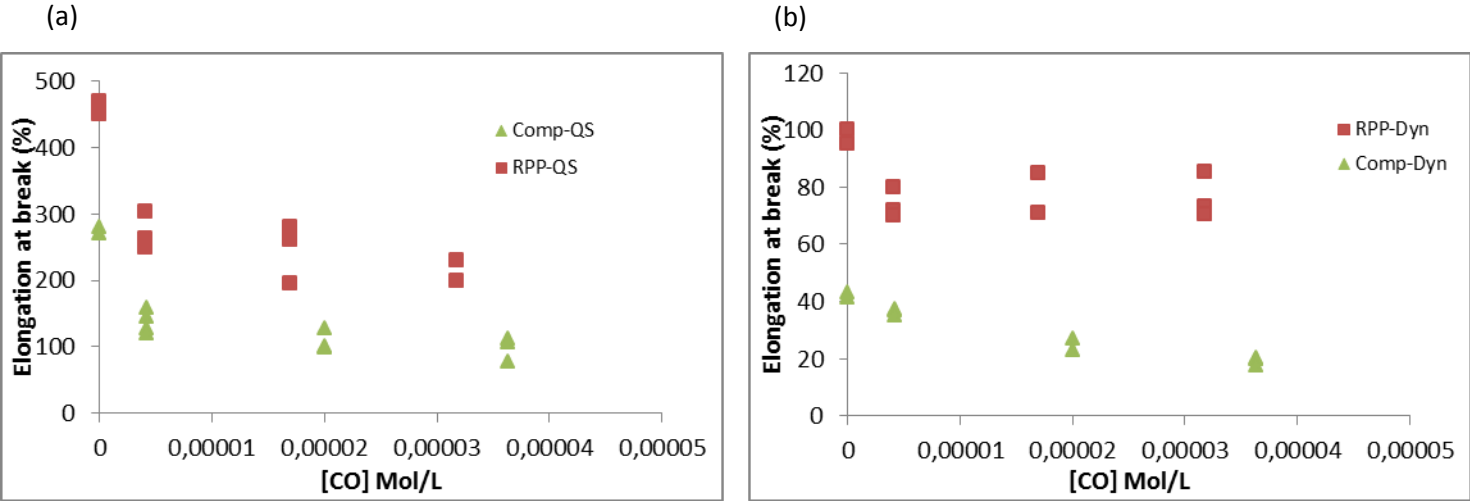 (a)
(b)
Elongation at break (%)
500
400
300
200
100
0
0 0,00001 0,00002 0,00003 0,00004 0,00005
[CO] Mol/L
Comp-QS
RPP-QS
Elongation at break (%)
120
100
80
60
40
20
0
0 0,00001 0,00002 0,00003 0,00004 0,00005
[CO] Mol/L
RPP-Dyn
Comp-Dyn